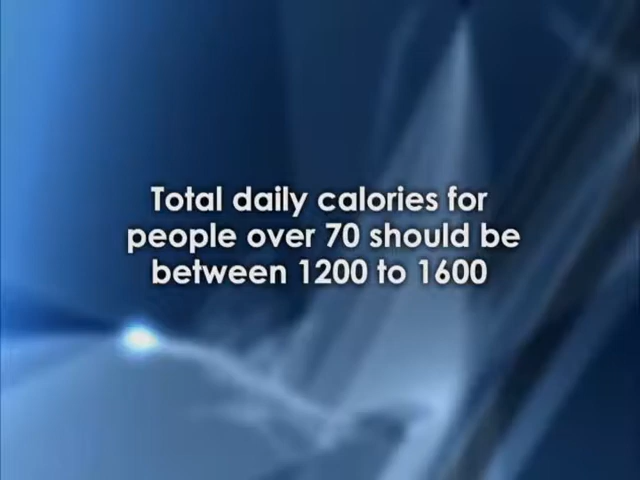 Total daily calories for
people over 70 should be
between 1200 to 1600